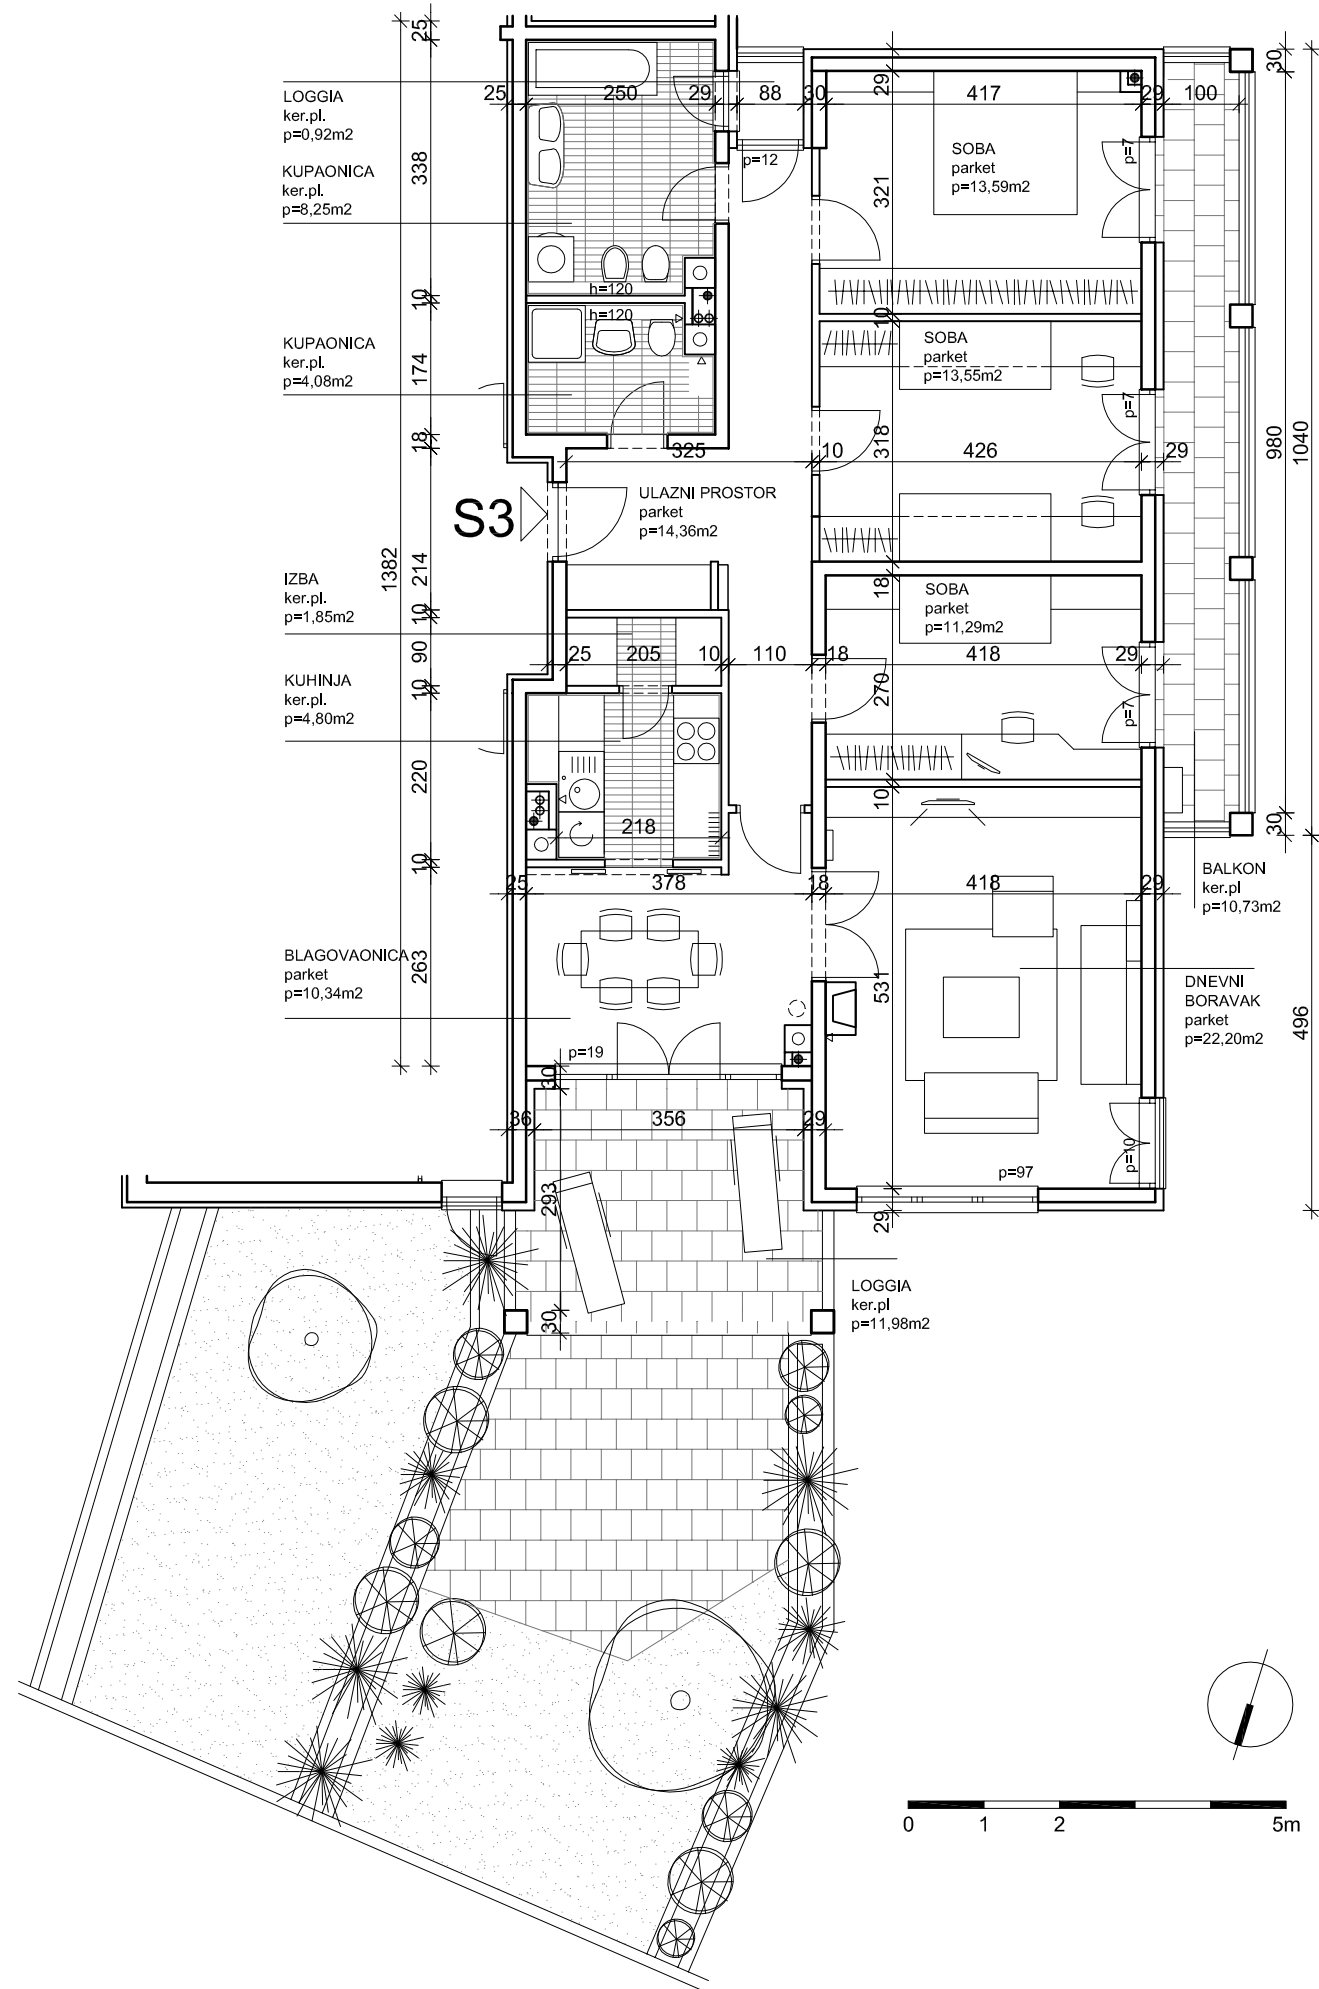 25
LOGGIA
ker.pl.
p=0,92m2
25
250
29
88
30
29
417
29
100
30
KUPAONICA
ker.pl.
p=8,25m2
338
p=12
SOBA
parket
p=13,59m2
p=7
321
h=120
10
h=120
10
KUPAONICA
ker.pl.
p=4,08m2
174
SOBA
parket
p=13,55m2
p=7
18
325
10
318
426
29
980
1040
S3
ULAZNI PROSTOR
parket
p=14,36m2
1382
214
IZBA
ker.pl.
p=1,85m2
10
18
SOBA
parket
p=11,29m2
90
25
205
10
110
18
418
29
KUHINJA
ker.pl.
p=4,80m2
10
270
p=7
220
10
218
30
10
BALKON
ker.pl
p=10,73m2
25
378
18
418
29
BLAGOVAONICA
parket
p=10,34m2
263
531
DNEVNI
BORAVAK
parket
p=22,20m2
496
p=19
30
36
356
29
p=10
p=97
293
29
LOGGIA
ker.pl
p=11,98m2
30
0
1
2
5m